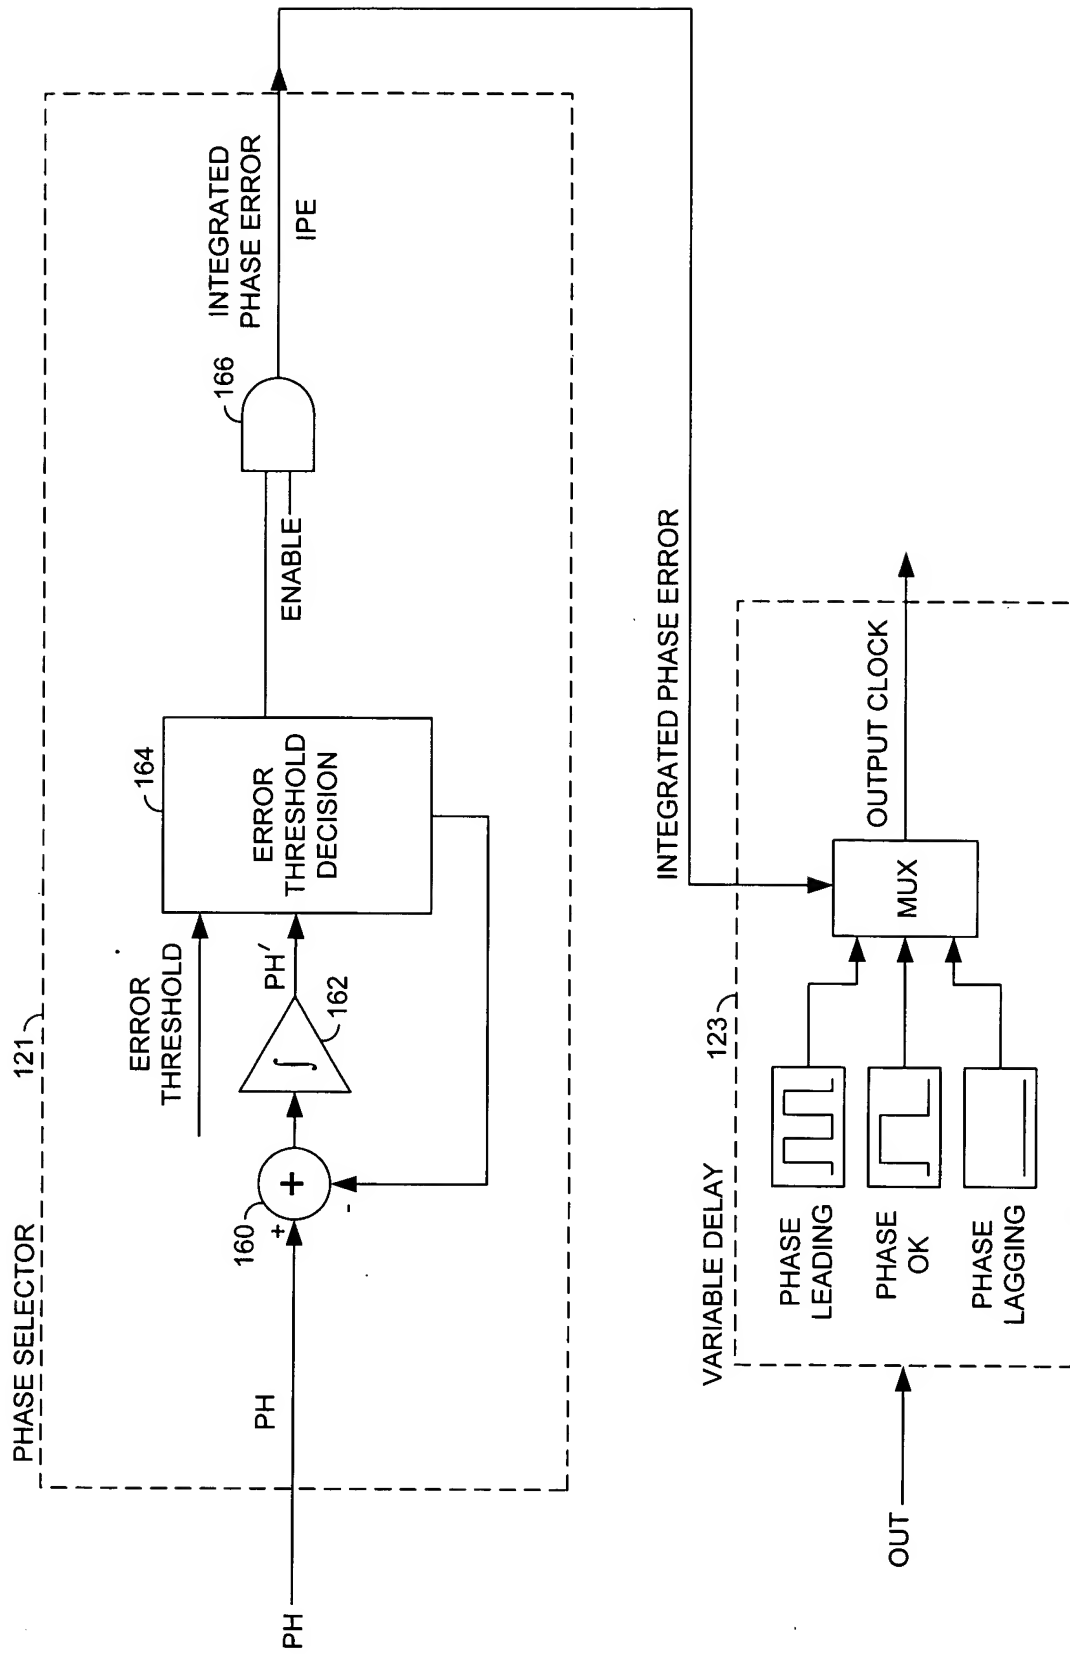 PHASE SELECTOR
121
PH
PH
160
+
+
-
∫
162
PH′
ERROR
THRESHOLD
164
ERROR
THRESHOLD
DECISION
ENABLE
166
INTEGRATED
PHASE ERROR
IPE
INTEGRATED PHASE ERROR
VARIABLE DELAY
123
OUT
PHASE
LEADING
PHASE
OK
PHASE
LAGGING
MUX
OUTPUT CLOCK